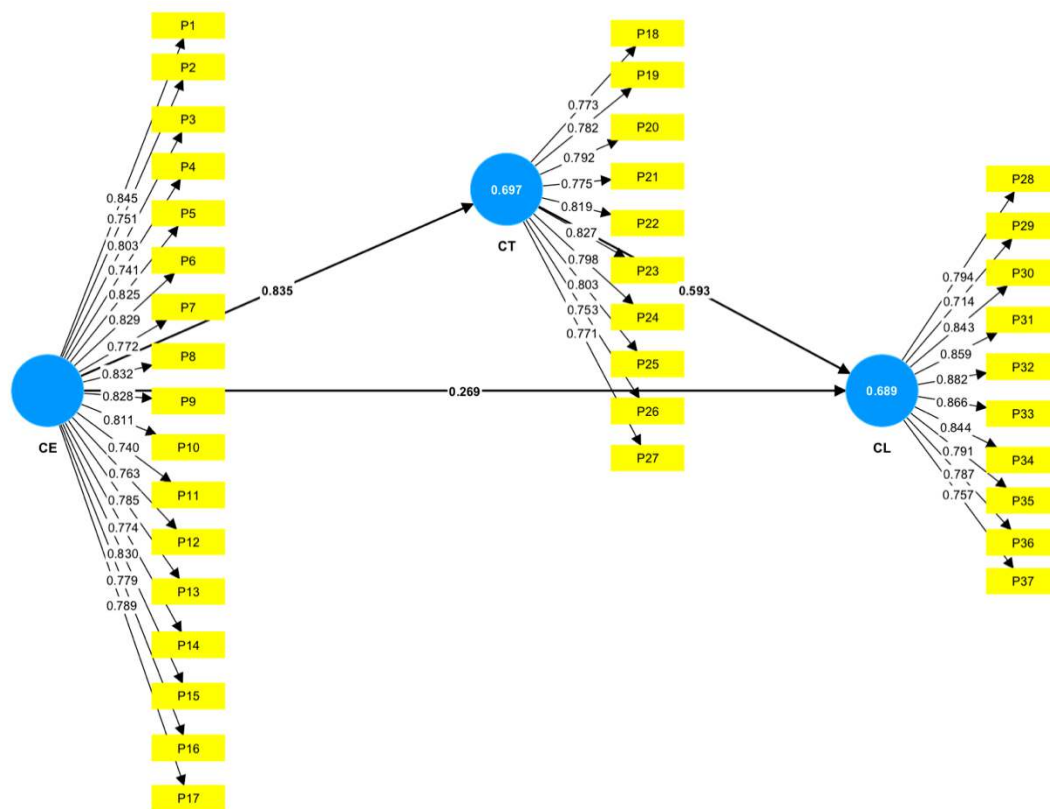 P1
P2
P3
P4
P5
P6
P7
P8
P9
P10
P11
P12
P13
P14
P15
P16
P17
0.845
0.751
0.803
0.741
0.825
0.829
0.772
0.832
0.828
0.811
0.740
0.763
0.785
0.774
0.830
0.779
0.789
CE
0.835
0.269
P18
P19
P20
P21
P22
P23
P24
P25
P26
P27
0.773
0.782
0.792
0.775
0.819
0.827
0.798
0.803
0.753
0.771
0.697
CT
0.593
P28
P29
P30
P31
P32
P33
P34
P35
P36
P37
0.794
0.714
0.843
0.859
0.882
0.866
0.844
0.791
0.787
0.757
0.689
CL